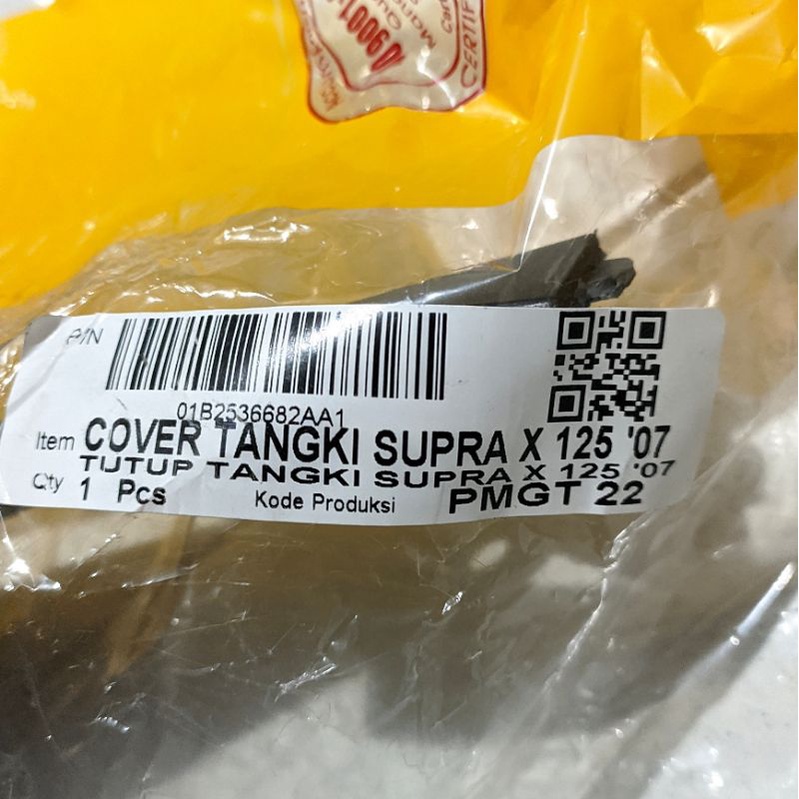 P/N
01B2536682AA1
Item COVER TANGKI SUPRA X 125 '07
TUTUP TANGKI SUPRA X 125 '07
Qty 1 Pcs Kode Produksi PMGT 22